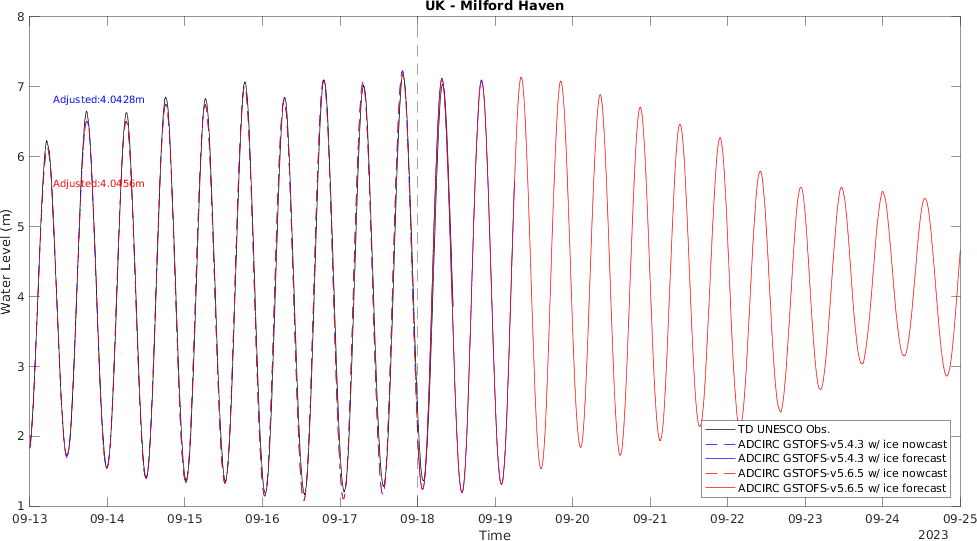 UK - Milford Haven
8
7
6
5
4
3
2
1
Water Level (m)
Adjusted:4.0428m
Adjusted:4.0456m
TD UNESCO Obs.
ADCIRC GSTOFS-v5.4.3 w/ ice nowcast
ADCIRC GSTOFS-v5.4.3 w/ ice forecast
ADCIRC GSTOFS-v5.6.5 w/ ice nowcast
ADCIRC GSTOFS-v5.6.5 w/ ice forecast
09-13 09-14 09-15 09-16 09-17 09-18 09-19 09-20 09-21 09-22 09-23 09-24 09-25
Time
2023